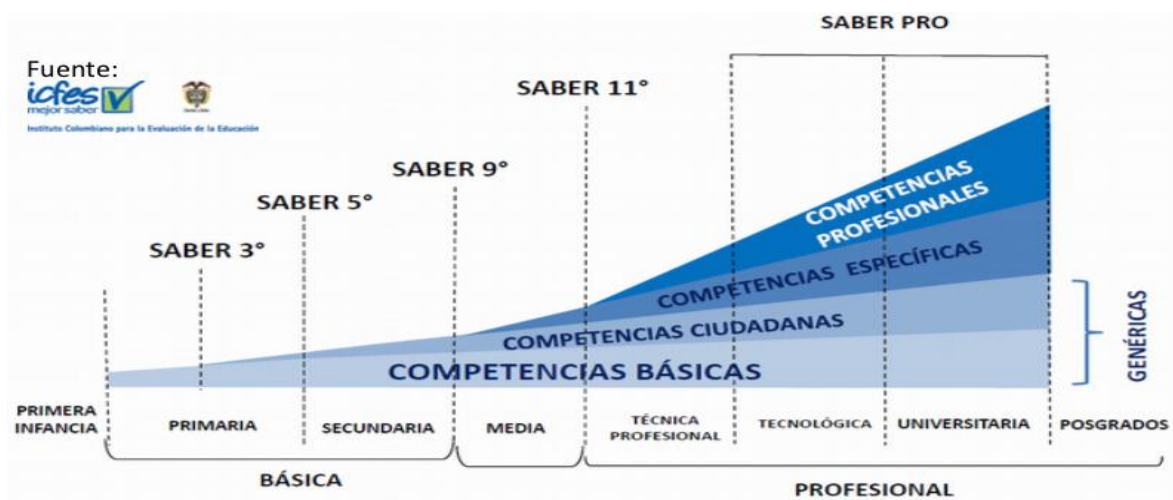 SABER PRO
Fuente:
icfes
mejor saber
Instituto Colombiano para la Evaluación de la Educación
SABER 11°
SABER 9°
SABER 5°
SABER 3°
COMPETENCIAS
PROFESIONALES
COMPETENCIAS ESPECÍFICAS
COMPETENCIAS CIUDADANAS
COMPETENCIAS BÁSICAS
GENÉRICAS
PRIMERA
INFANCIA
PRIMARIA
SECUNDARIA
MEDIA
TÉCNICA
PROFESIONAL
TECNOLÓGICA
UNIVERSITARIA
POSGRADOS
BÁSICA
PROFESIONAL